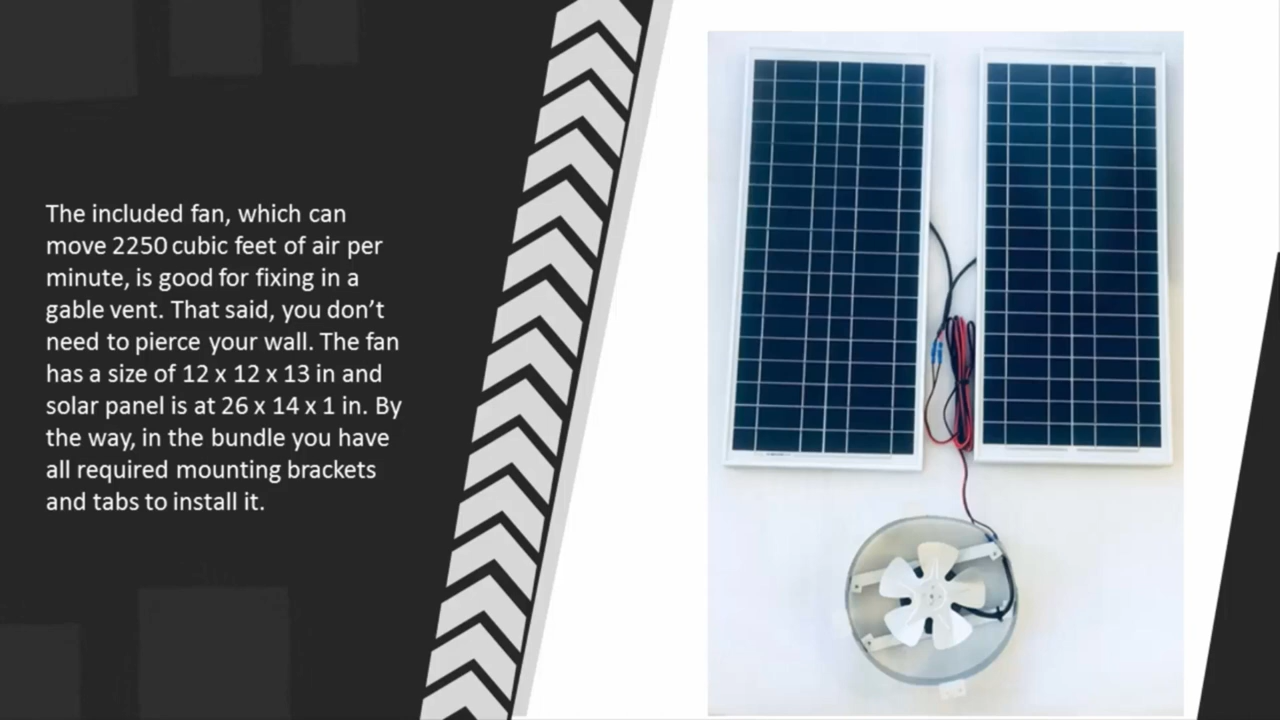 The included fan, which can
move 2250 cubic feet of air per
minute, is good for fixing in a
gable vent. That said, you don’t
need to pierce your wall. The fan
has a size of 12 x 12 x 13 in and
solar panel is at 26 x 14 x 1 in. By
the way, in the bundle you have
all required mounting brackets
and tabs to install it.